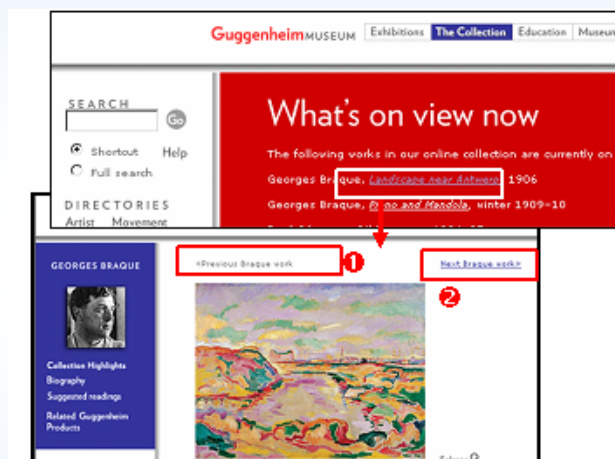 GuggenheimMUSEUM Exhibitions The Collection Education Museum
SEARCH
Go
Shortcut Help
Full search
DIRECTORIES
Artist Movement
What's on view now
The following works in our online collection are currently on
Georges Braque, Landscape near Antwerp, 1906
Georges Braque, Piano and Mandola, winter 1909–10
GEORGES BRAQUE
Collection Highlights
Biography
Suggested readings
Related Guggenheim
Products
<Previous Braque work
1
Next Braque work>
2